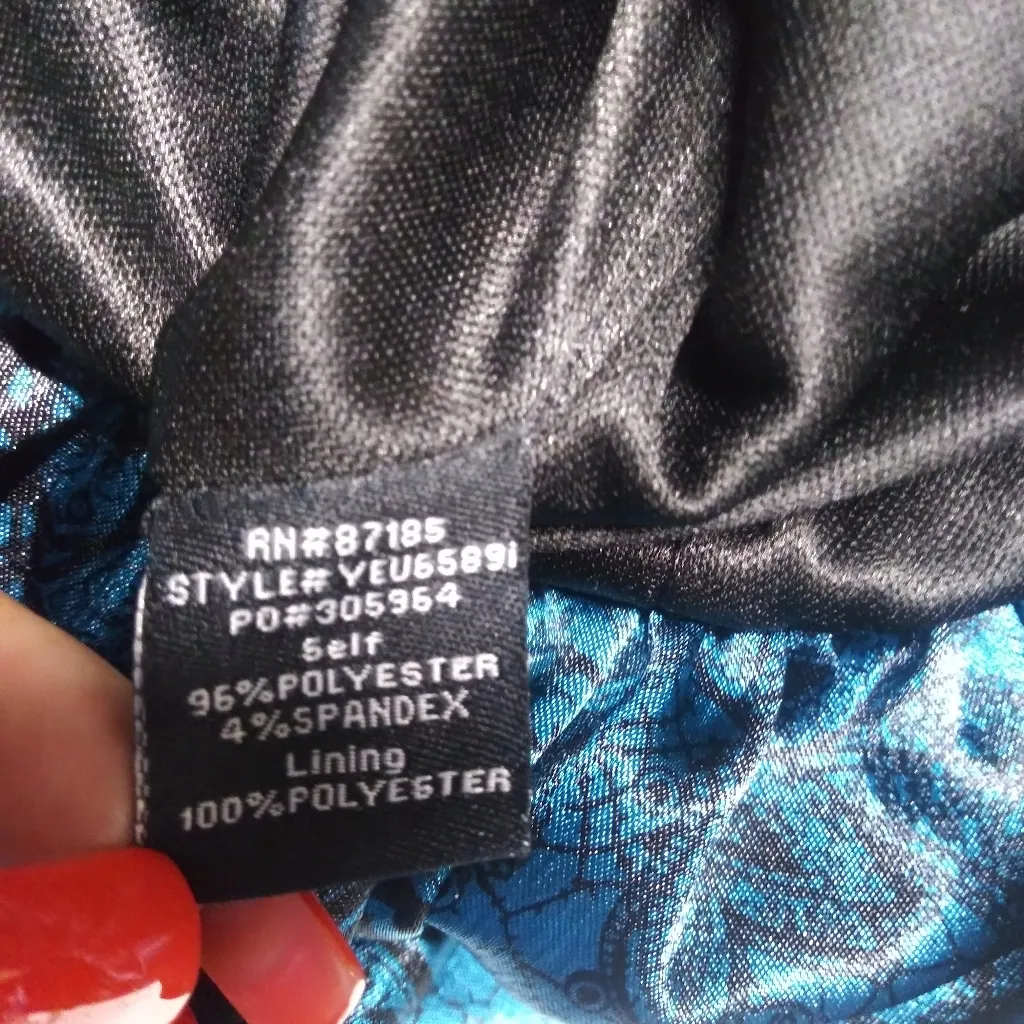 RN#87185
STYLE# YEU6589i
PO#305964
Self
96%POLYESTER
4%SPANDEX
Lining
100%POLYESTER